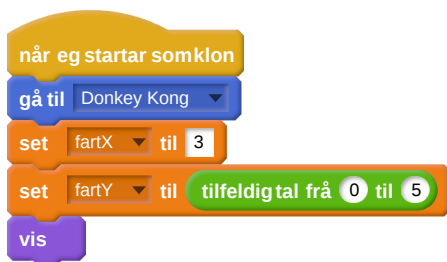 når eg startar som klon
gå til Donkey Kong
set fartX til 3
set fartY til tilfeldig tal frå 0 til 5
vis